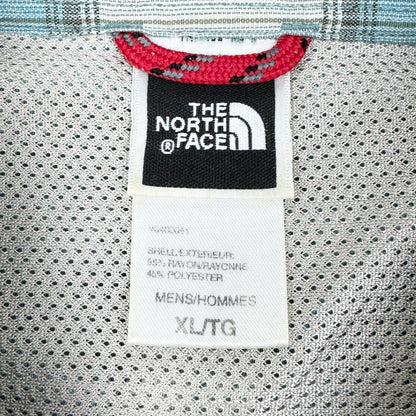 THE
NORTH
FACE
®
SHELL/EXTERIEUR:
55% RAYON/RAYONNE
45% POLYESTER
MENS/HOMMES
XL/TG